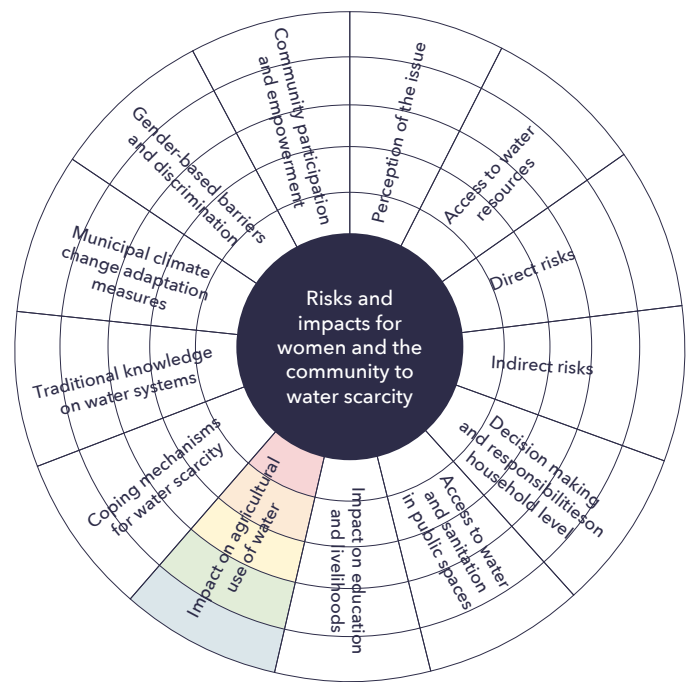 Risks and
impacts for
women and the
community to
water scarcity
Perception of the issue
Access to water
resources
Direct risks
Indirect risks
Decision making
and responsibilitieson
household level
Access to water
and sanitation
in public spaces
Impact on education
and livelihoods
Impact on agricultural
use of water
Coping mechanisms
for water scarcity
Traditional knowledge
on water systems
Municipal climate
change adaptation
measures
Gender-based barriers
and discrimination
Community participation
and empowerment